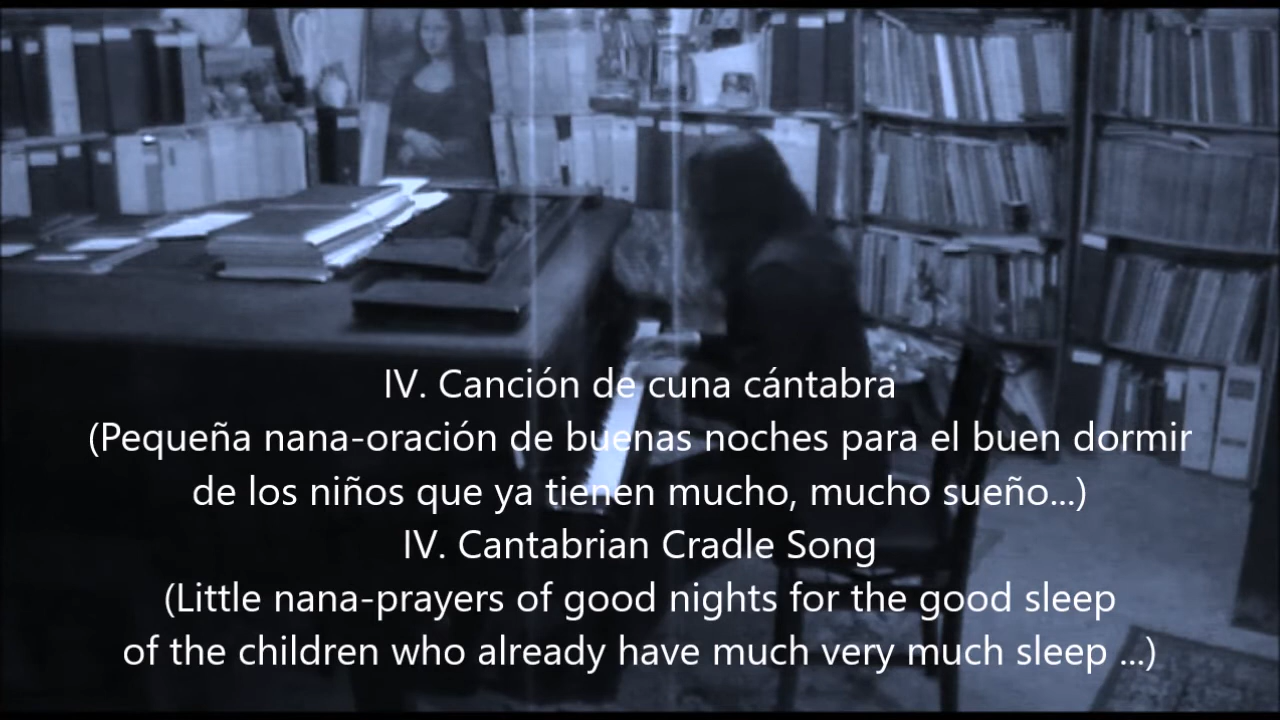 IV. Canción de cuna cántabra
(Pequeña nana-oración de buenas noches para el buen dormir
de los niños que ya tienen mucho, mucho sueño...)
IV. Cantabrian Cradle Song
(Little nana-prayers of good nights for the good sleep
of the children who already have much very much sleep ...)